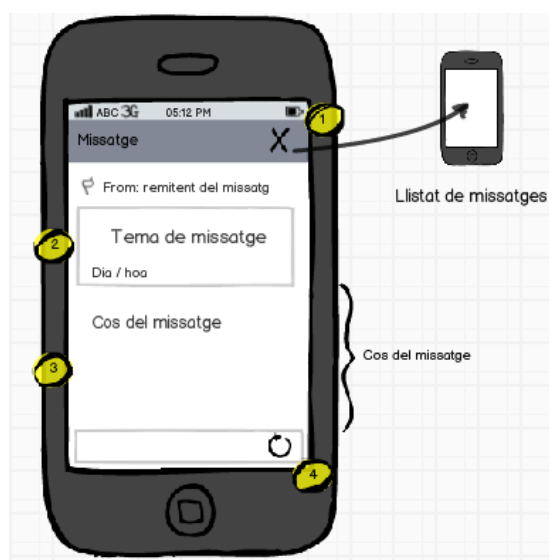 ABC 3G 05:12 PM
1
Missatge X
From: remitent del missatg
Llistat de missatges
Tema de missatge
2
Dia / hoa
Cos del missatge
Cos del missatge
3
4